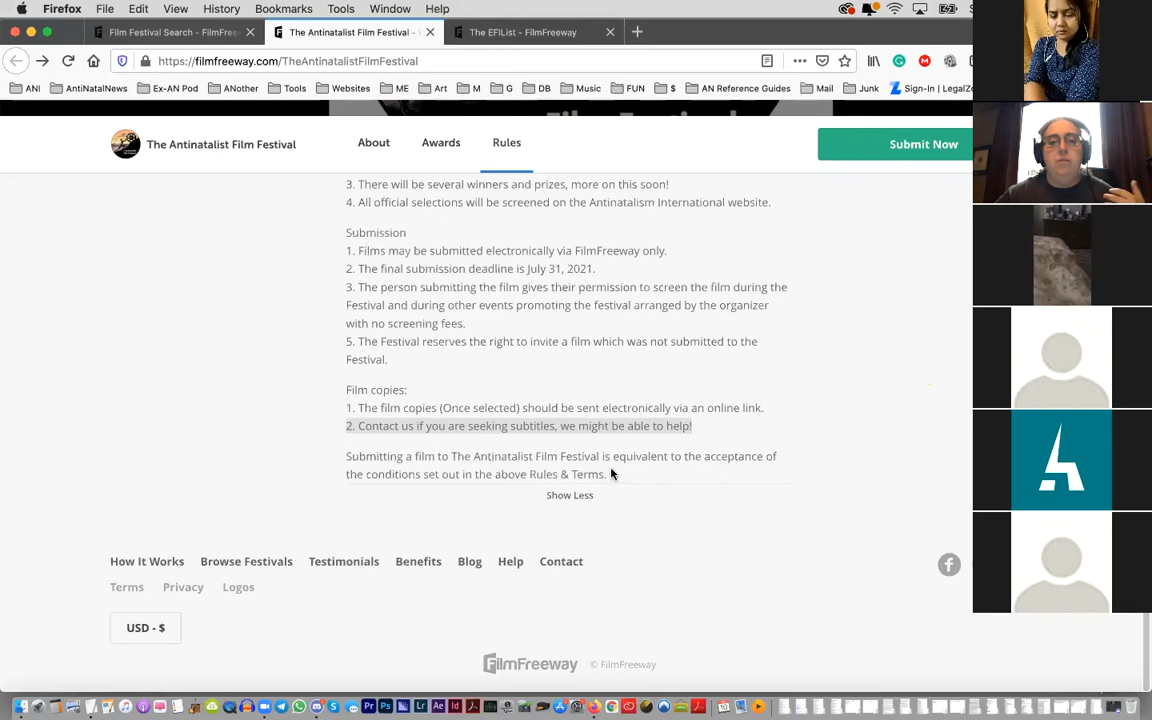 Firefox File Edit View History Bookmarks Tools Window Help
Film Festival Search – FilmFree
The Antinatalist Film Festival -
The EFIList - FilmFreeway
https://filmfreeway.com/TheAntinatalistFilmFestival
ANI AntiNatalNews Ex-AN Pod ANother Tools Websites ME Art M G DB Music FUN $ AN Reference Guides Mail Junk Sign-In | LegalZo
The Antinatalist Film Festival About Awards Rules Submit Now
3. There will be several winners and prizes, more on this soon!
4. All official selections will be screened on the Antinatalism International website.
Submission
1. Films may be submitted electronically via FilmFreeway only.
2. The final submission deadline is July 31, 2021.
3. The person submitting the film gives their permission to screen the film during the
Festival and during other events promoting the festival arranged by the organizer
with no screening fees.
5. The Festival reserves the right to invite a film which was not submitted to the
Festival.
Film copies:
1. The film copies (Once selected) should be sent electronically via an online link.
2. Contact us if you are seeking subtitles, we might be able to help!
Submitting a film to The Antinatalist Film Festival is equivalent to the acceptance of
the conditions set out in the above Rules & Terms.
Show Less
How It Works Browse Festivals Testimonials Benefits Blog Help Contact
Terms Privacy Logos
USD - $
FilmFreeway © FilmFreeway